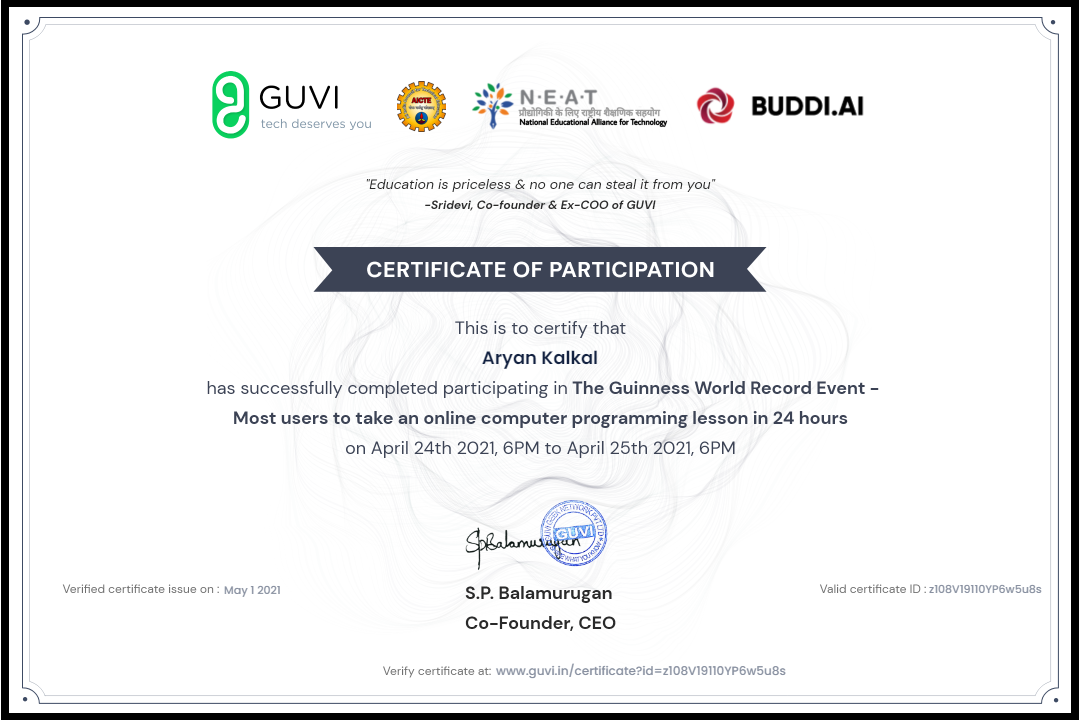 GUVI
tech deserves you
AICTE
N·E·A·T
प्रौद्योगिकी के लिए राष्ट्रीय शैक्षणिक सहयोग
National Educational Alliance for Technology
BUDDI.AI
"Education is priceless & no one can steal it from you"
-Sridevi, Co-founder & Ex-COO of GUVI
CERTIFICATE OF PARTICIPATION
This is to certify that
Aryan Kalkal
has successfully completed participating in The Guinness World Record Event -
Most users to take an online computer programming lesson in 24 hours
on April 24th 2021, 6PM to April 25th 2021, 6PM
SpBalamurugan
GUVI
S.P. Balamurugan
Co-Founder, CEO
Verified certificate issue on : May 1 2021
Valid certificate ID : z108V19110YP6w5u8s
Verify certificate at: www.guvi.in/certificate?id=z108V19110YP6w5u8s